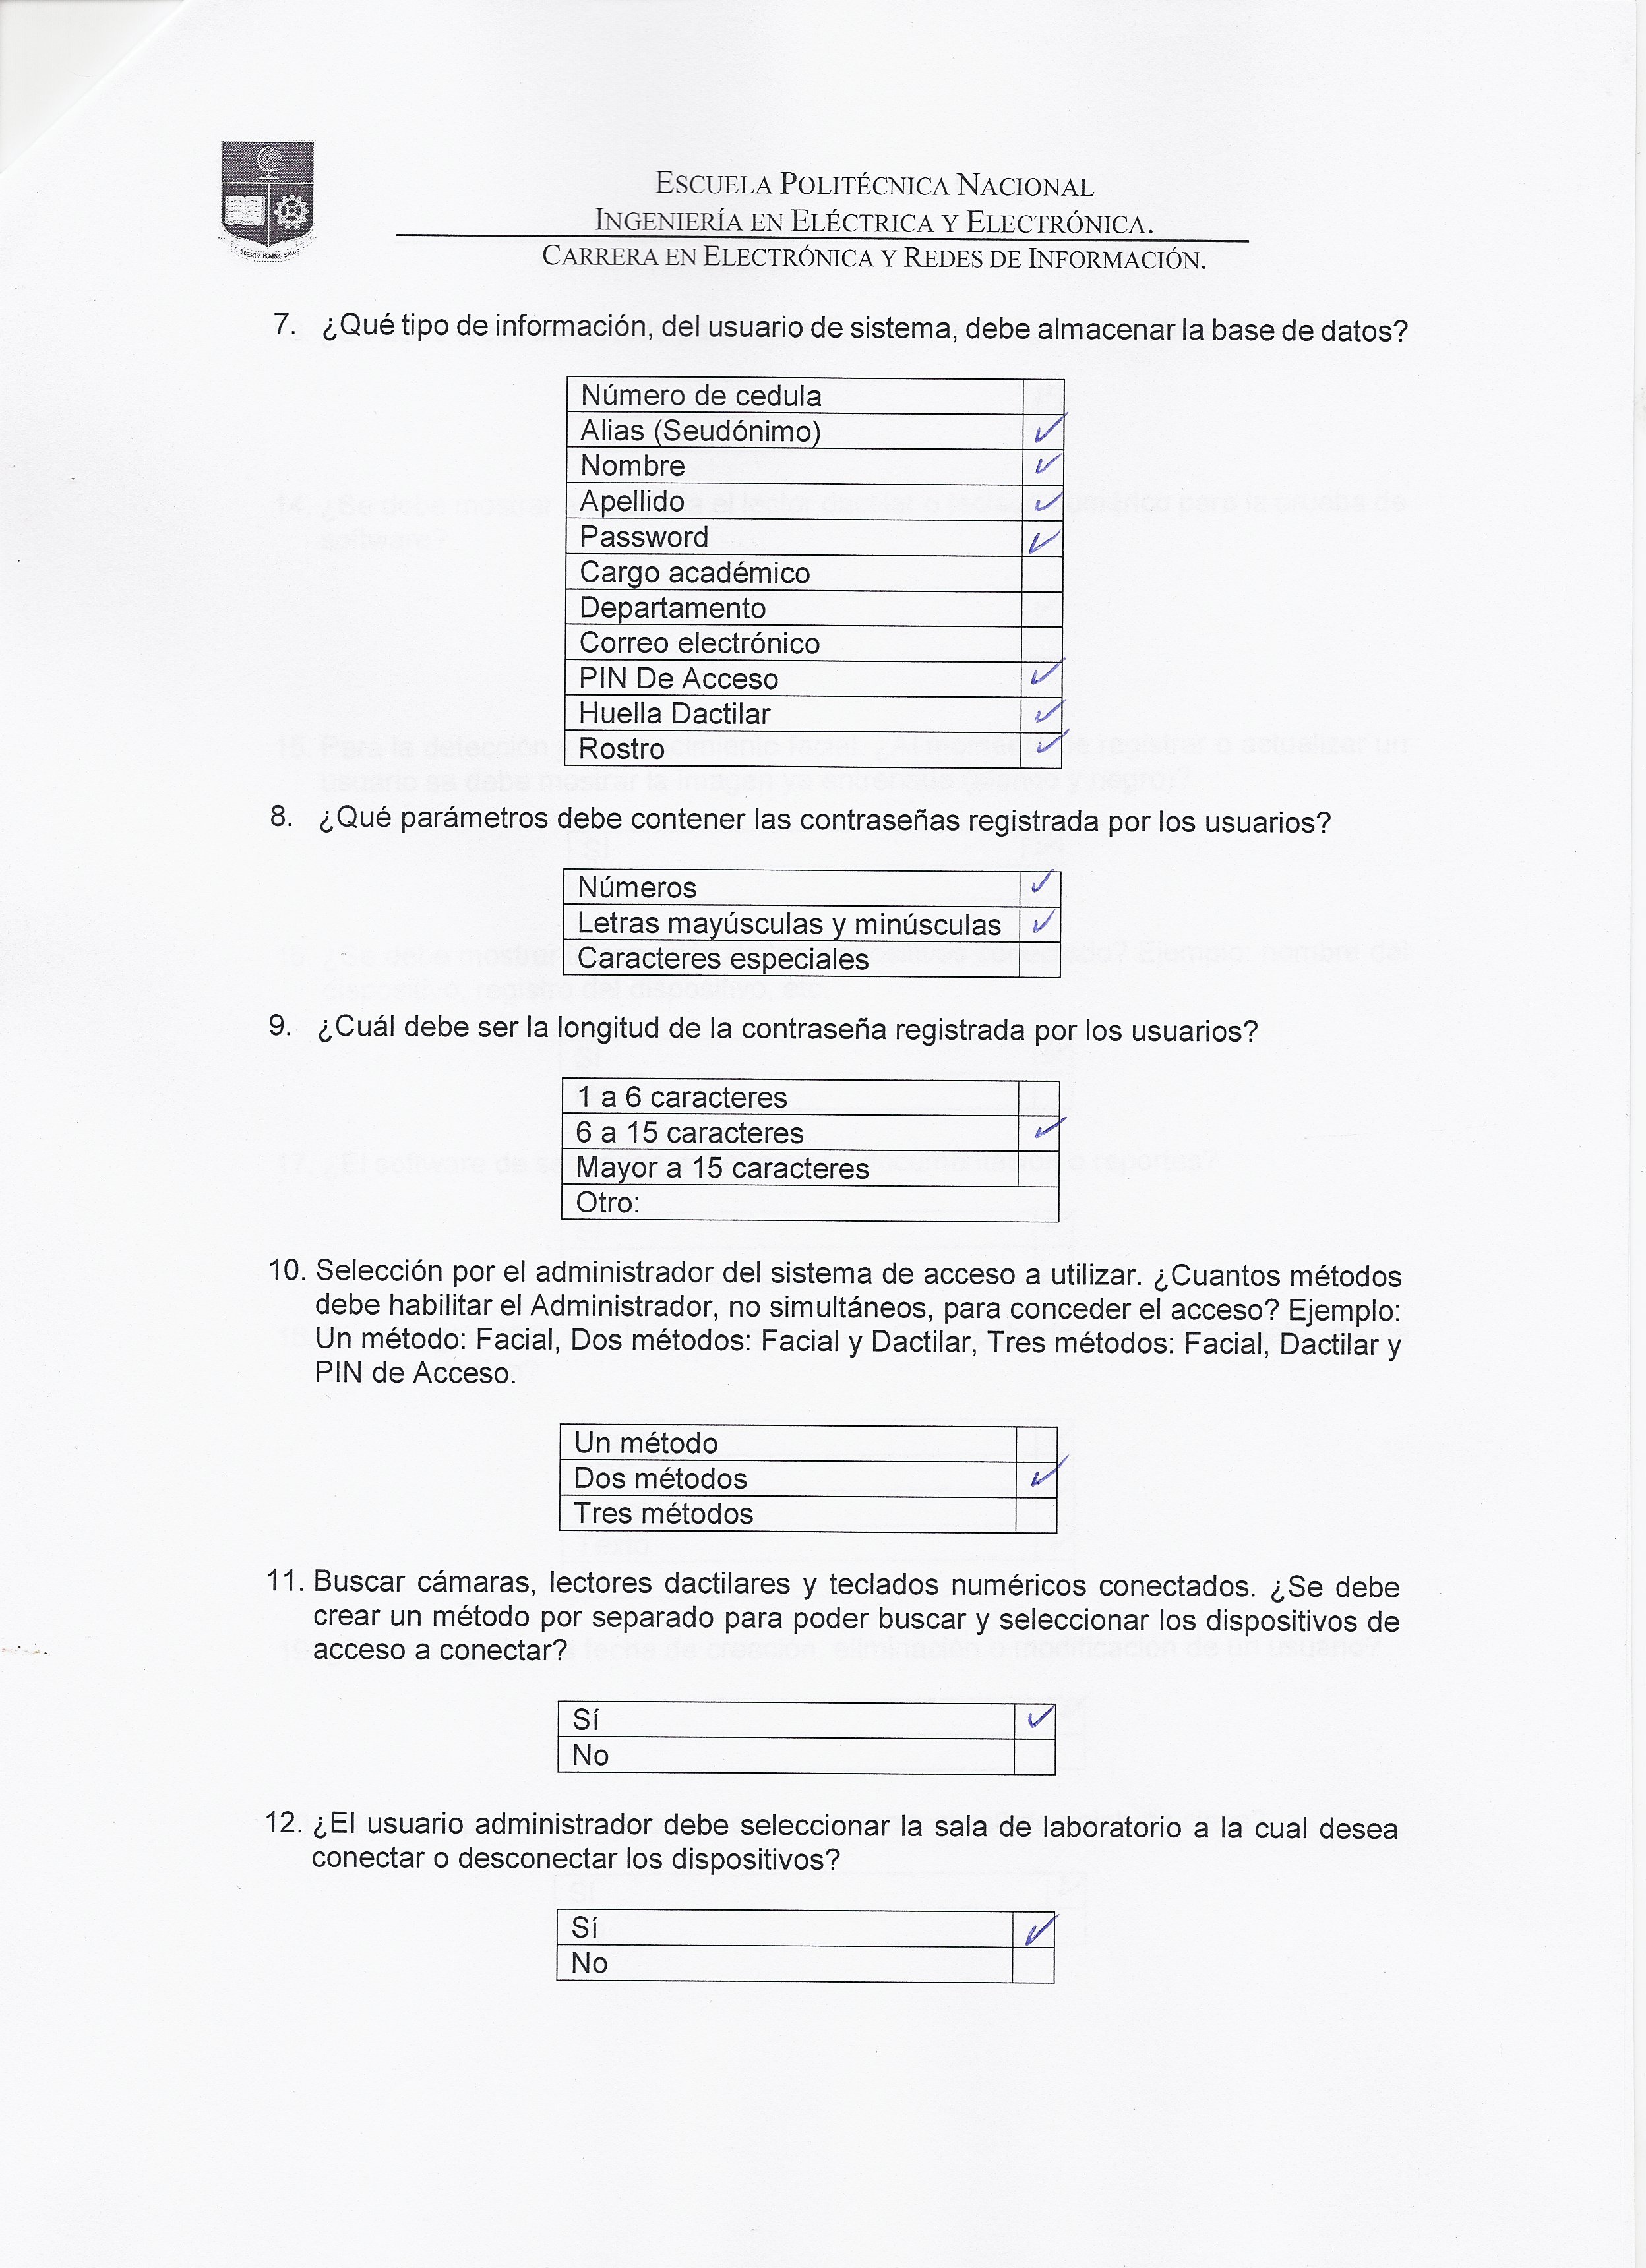 ESCUELA POLITÉCNICA NACIONAL
INGENIERÍA EN ELÉCTRICA Y ELECTRÓNICA.
CARRERA EN ELECTRÓNICA Y REDES DE INFORMACIÓN.
7. ¿Qué tipo de información, del usuario de sistema, debe almacenar la base de datos?
Número de cedula
Alias (Seudónimo) ✓
Nombre ✓
Apellido ✓
Password ✓
Cargo académico
Departamento
Correo electrónico
PIN De Acceso ✓
Huella Dactilar ✓
Rostro ✓
8. ¿Qué parámetros debe contener las contraseñas registrada por los usuarios?
Números ✓
Letras mayúsculas y minúsculas ✓
Caracteres especiales
9. ¿Cuál debe ser la longitud de la contraseña registrada por los usuarios?
1 a 6 caracteres
6 a 15 caracteres ✓
Mayor a 15 caracteres
Otro:
10. Selección por el administrador del sistema de acceso a utilizar. ¿Cuantos métodos
debe habilitar el Administrador, no simultáneos, para conceder el acceso? Ejemplo:
Un método: Facial, Dos métodos: Facial y Dactilar, Tres métodos: Facial, Dactilar y
PIN de Acceso.
Un método
Dos métodos ✓
Tres métodos
11. Buscar cámaras, lectores dactilares y teclados numéricos conectados. ¿Se debe
crear un método por separado para poder buscar y seleccionar los dispositivos de
acceso a conectar?
Sí ✓
No
12. ¿El usuario administrador debe seleccionar la sala de laboratorio a la cual desea
conectar o desconectar los dispositivos?
Sí ✓
No